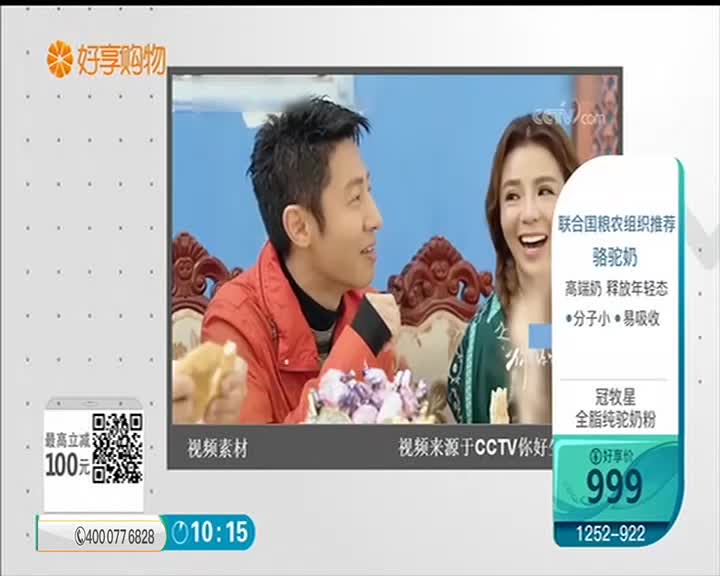 好享购物
CCTV.com
联合国粮农组织推荐
骆驼奶
高端奶 释放年轻态
•分子小 •易吸收
冠牧星
全脂纯驼奶粉
好享价
999
1252-922
视频素材
视频来源于CCTV你好生
最高立减
100元
4000776828
10:15